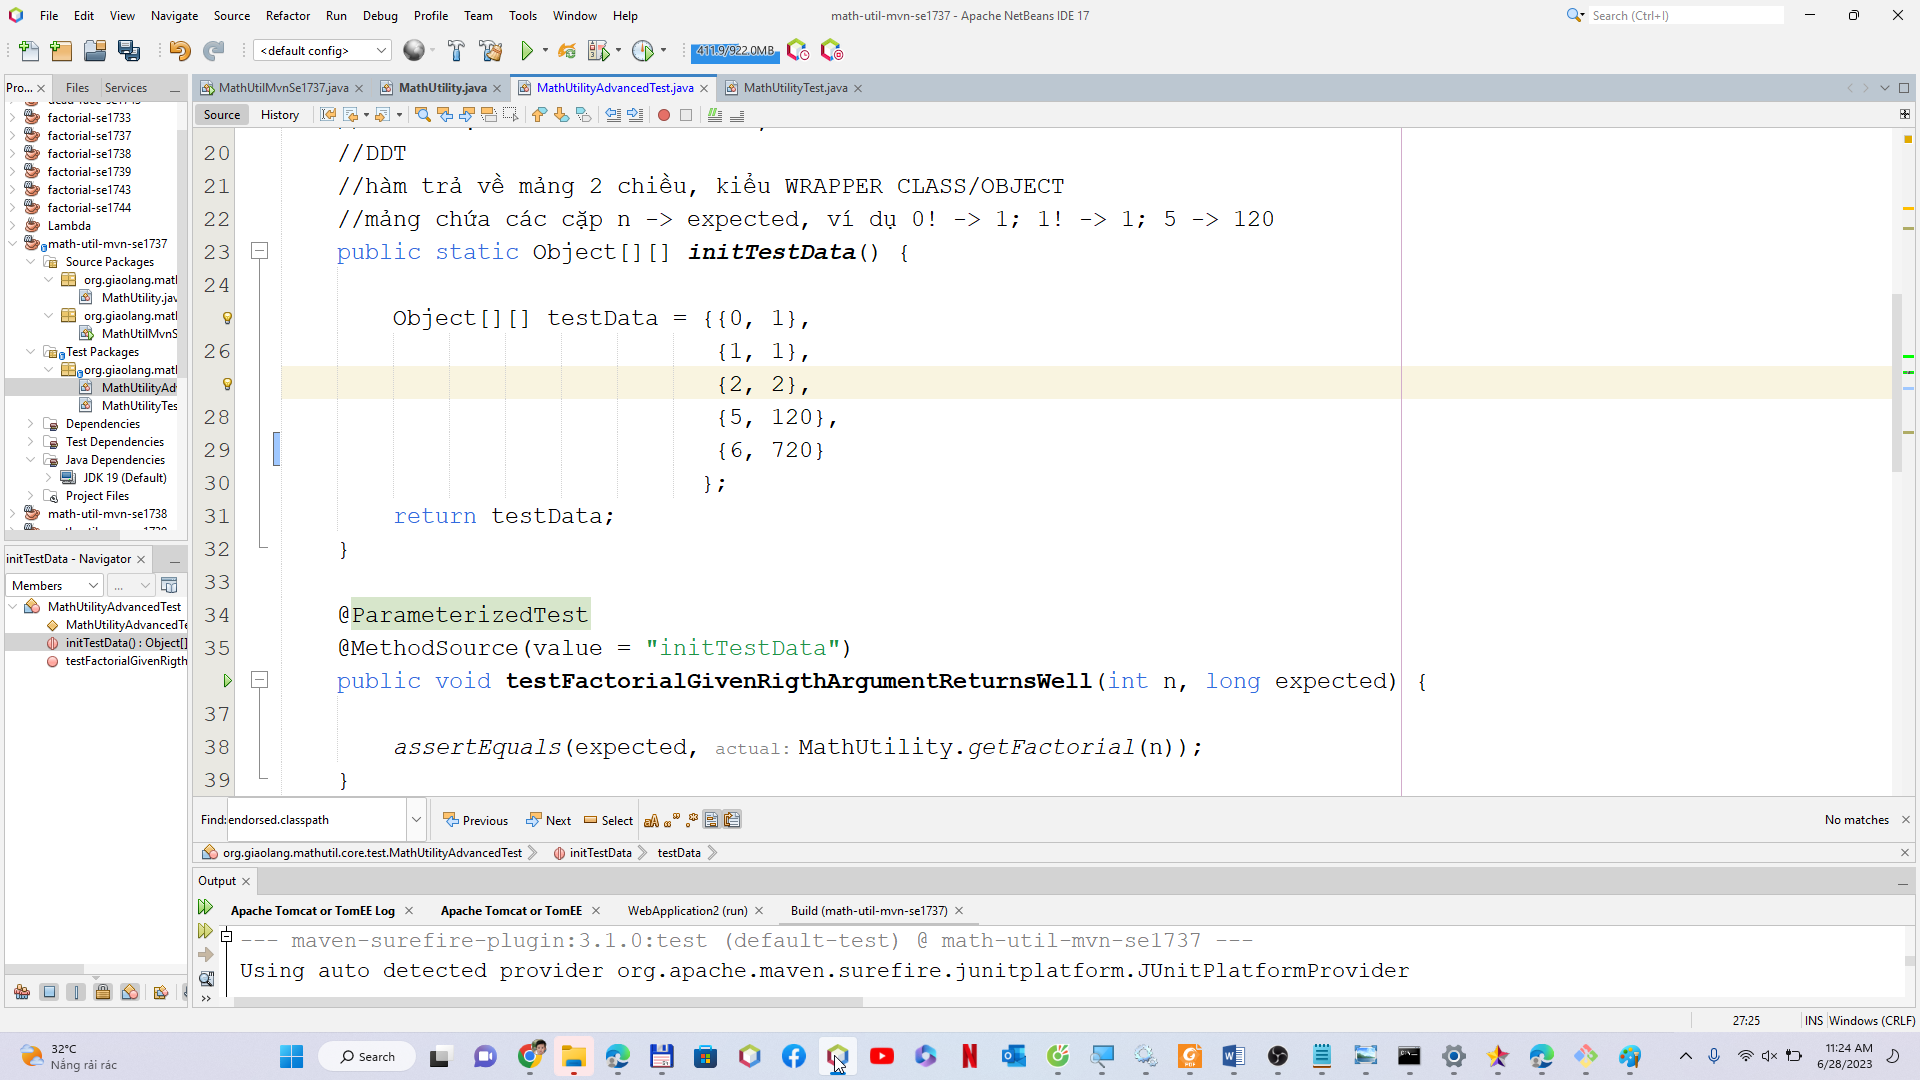 File Edit View Navigate Source Refactor Run Debug Profile Team Tools Window Help
math-util-mvn-se1737 - Apache NetBeans IDE 17
Search (Ctrl+I)
<default config>
411.9/922.0MB
Pro... Files Services
MathUtilMvnSe1737.java MathUtility.java MathUtilityAdvancedTest.java MathUtilityTest.java
Source History
factorial-se1733
factorial-se1737
factorial-se1738
factorial-se1739
factorial-se1743
factorial-se1744
Lambda
math-util-mvn-se1737
Source Packages
org.giaolang.matl
MathUtility.jav
org.giaolang.matl
MathUtilMvnS
Test Packages
org.giaolang.matl
MathUtilityAd
MathUtilityTes
Dependencies
Test Dependencies
Java Dependencies
JDK 19 (Default)
Project Files
math-util-mvn-se1738
20 //DDT
21 //hàm trả về mảng 2 chiều, kiểu WRAPPER CLASS/OBJECT
22 //mảng chứa các cặp n -> expected, ví dụ 0! -> 1; 1! -> 1; 5 -> 120
23 public static Object[][] initTestData() {
24
Object[][] testData = {{0, 1},
26 {1, 1},
{2, 2},
28 {5, 120},
29 {6, 720}
30 };
31 return testData;
32 }
33
34 @ParameterizedTest
35 @MethodSource(value = "initTestData")
public void testFactorialGivenRigthArgumentReturnsWell(int n, long expected) {
37
38 assertEquals(expected, actual: MathUtility.getFactorial(n));
39 }
initTestData - Navigator
Members ...
MathUtilityAdvancedTest
MathUtilityAdvancedTe
initTestData() : Object[]
testFactorialGivenRigth
Find: endorsed.classpath Previous Next Select No matches
org.giaolang.mathutil.core.test.MathUtilityAdvancedTest initTestData testData
Output
Apache Tomcat or TomEE Log Apache Tomcat or TomEE WebApplication2 (run) Build (math-util-mvn-se1737)
--- maven-surefire-plugin:3.1.0:test (default-test) @ math-util-mvn-se1737 ---
Using auto detected provider org.apache.maven.surefire.junitplatform.JUnitPlatformProvider
27:25 INS Windows (CRLF)
32°C
Nắng rải rác
Search
11:24 AM
6/28/2023